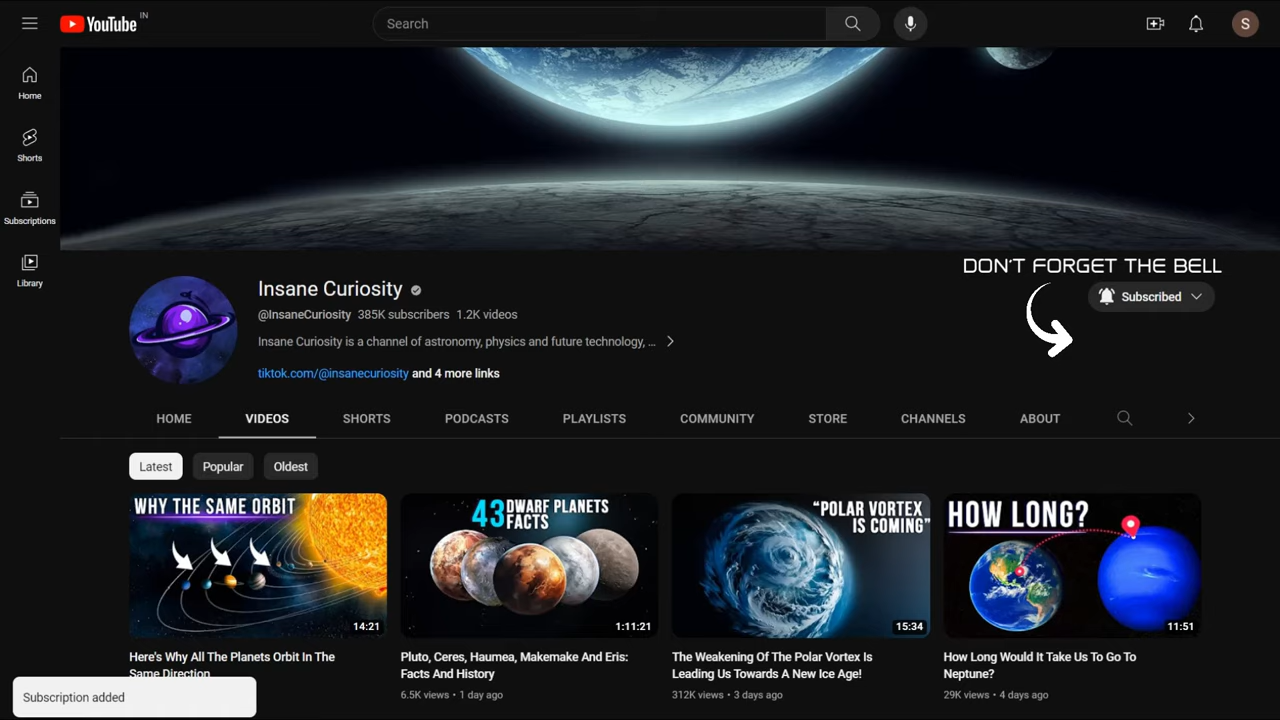 YouTube IN
Search
S
Home
Shorts
Subscriptions
Library
DON'T FORGET THE BELL
Subscribed
Insane Curiosity
@InsaneCuriosity 385K subscribers 1.2K videos
Insane Curiosity is a channel of astronomy, physics and future technology, ...
tiktok.com/@insanecuriosity and 4 more links
HOME VIDEOS SHORTS PODCASTS PLAYLISTS COMMUNITY STORE CHANNELS ABOUT
Latest Popular Oldest
WHY THE SAME ORBIT
14:21
Here's Why All The Planets Orbit In The
Same Direction
43 DWARF PLANETS
FACTS
1:11:21
Pluto, Ceres, Haumea, Makemake And Eris:
Facts And History
6.5K views • 1 day ago
"POLAR VORTEX
IS COMING"
15:34
The Weakening Of The Polar Vortex Is
Leading Us Towards A New Ice Age!
312K views • 3 days ago
HOW LONG?
11:51
How Long Would It Take Us To Go To
Neptune?
29K views • 4 days ago
Subscription added